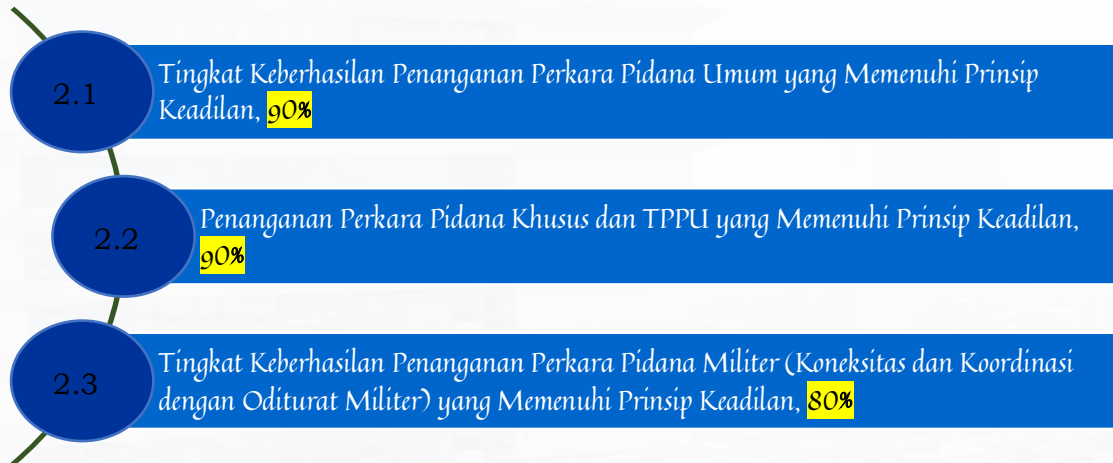 2.1
Tingkat Keberhasilan Penanganan Perkara Pidana Umum yang Memenuhi Prinsip
Keadilan, 90%
2.2
Penanganan Perkara Pidana Khusus dan TPPU yang Memenuhi Prinsip Keadilan,
90%
2.3
Tingkat Keberhasilan Penanganan Perkara Pidana Militer (Koneksitas dan Koordinasi
dengan Oditurat Militer) yang Memenuhi Prinsip Keadilan, 80%